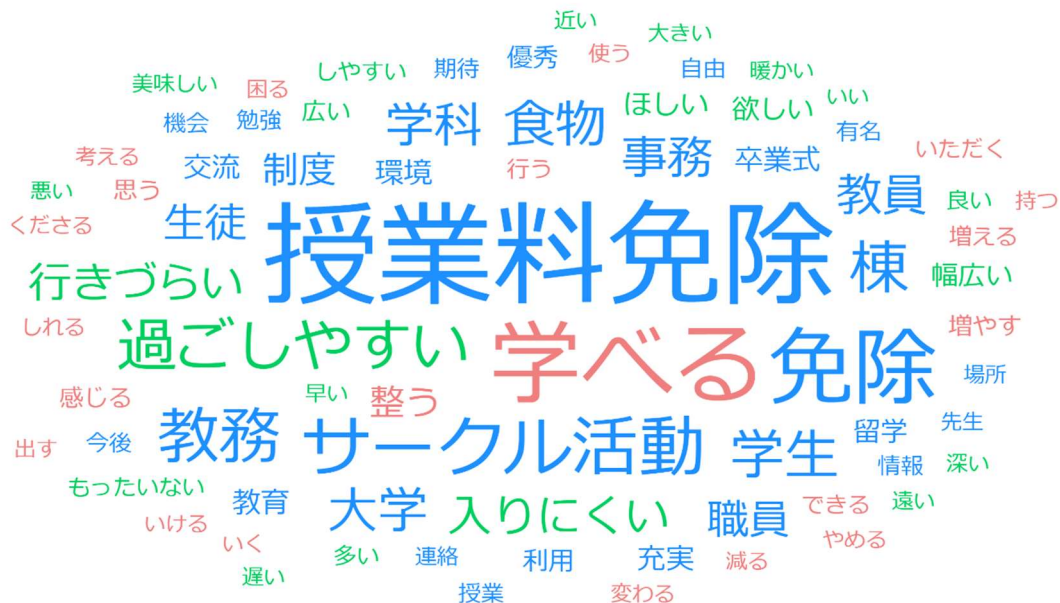 近い
大きい
優秀
使う
しやすい
期待
自由
暖かい
美味しい
困る
広い
ほしい
欲しい
いい
機会
勉強
学科
食物
有名
考える
交流
制度
環境
行う
事務
卒業式
いただく
悪い
思う
教員
良い
持つ
くださる
生徒
授業料免除
棟
増える
行きづらい
幅広い
しれる
過ごしやすい
学べる
免除
増やす
場所
感じる
早い
整う
出す
今後
教務
サークル活動
学生
留学
先生
情報
深い
もったいない
教育
大学
入りにくい
職員
できる
遠い
いける
いく
やめる
遅い
多い
連絡
利用
充実
減る
授業
変わる